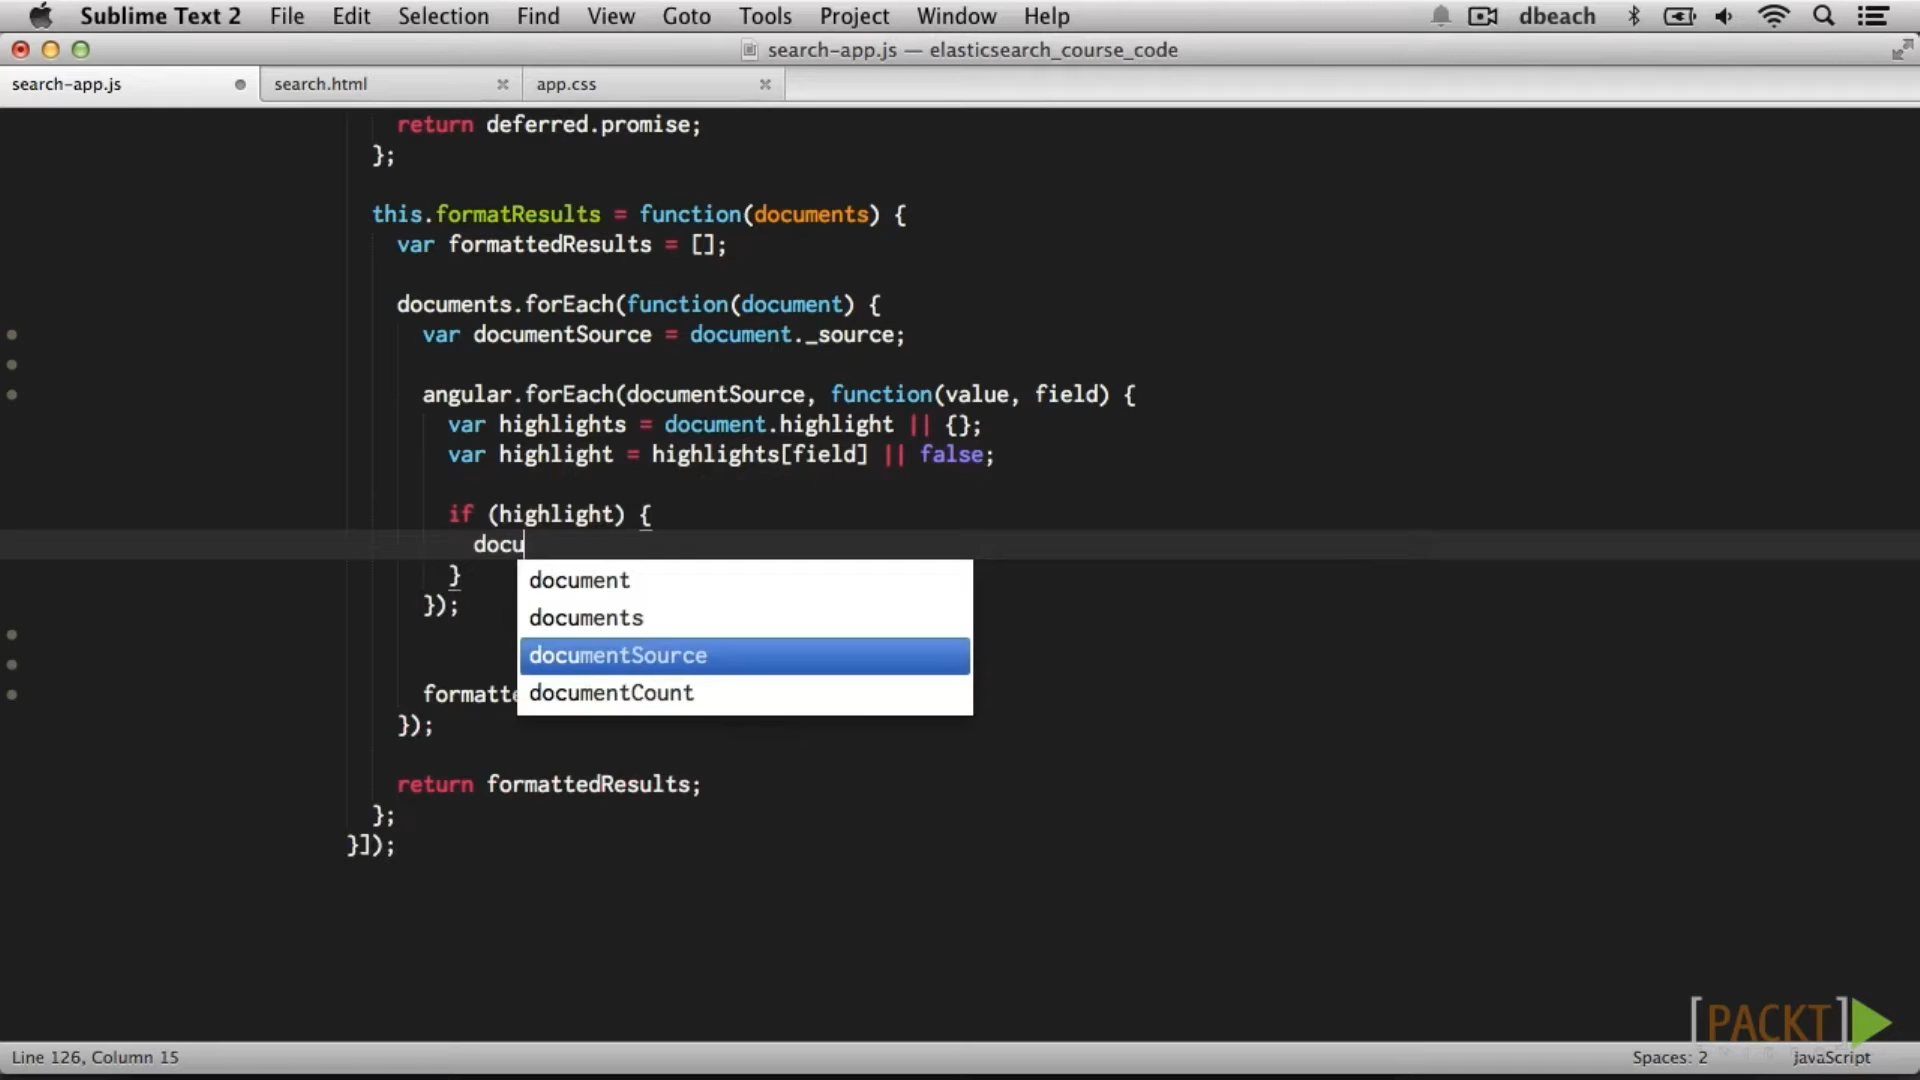 Sublime Text 2 File Edit Selection Find View Goto Tools Project Window Help dbeach
search-app.js — elasticsearch_course_code
search-app.js search.html app.css
return deferred.promise;
};
this.formatResults = function(documents) {
var formattedResults = [];
documents.forEach(function(document) {
var documentSource = document._source;
angular.forEach(documentSource, function(value, field) {
var highlights = document.highlight || {};
var highlight = highlights[field] || false;
if (highlight) {
docu
}
document
});
documents
documentSource
formatte
documentCount
});
return formattedResults;
};
}]);
[PACKT]
Line 126, Column 15 Spaces: 2 JavaScript